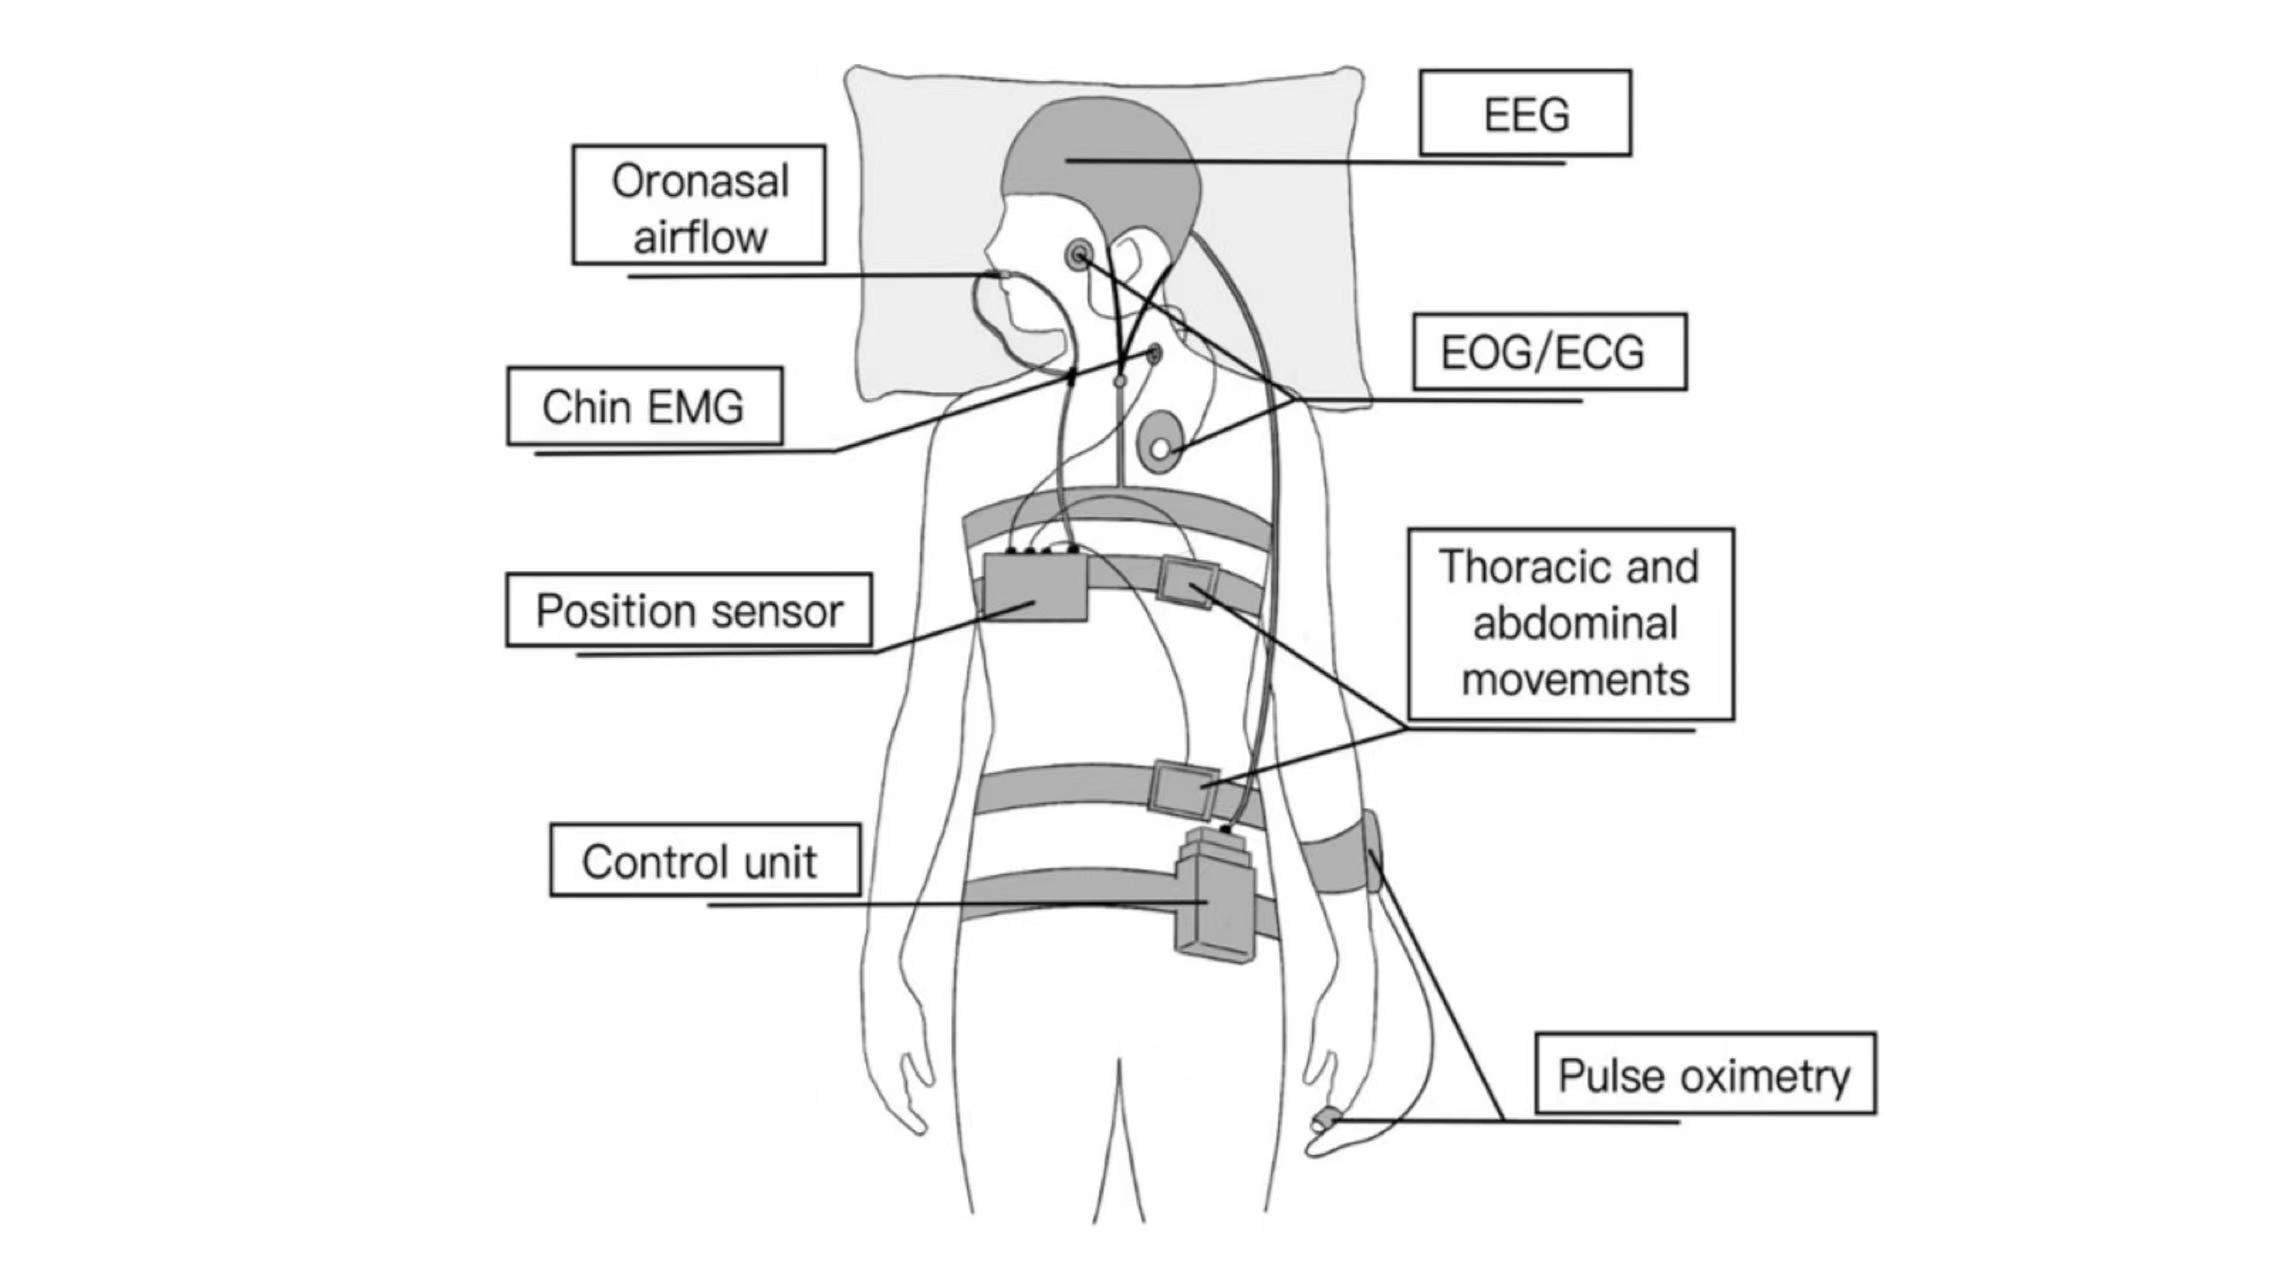 EEG
Oronasal
airflow
EOG/ECG
Chin EMG
Thoracic and
abdominal
movements
Position sensor
Control unit
Pulse oximetry